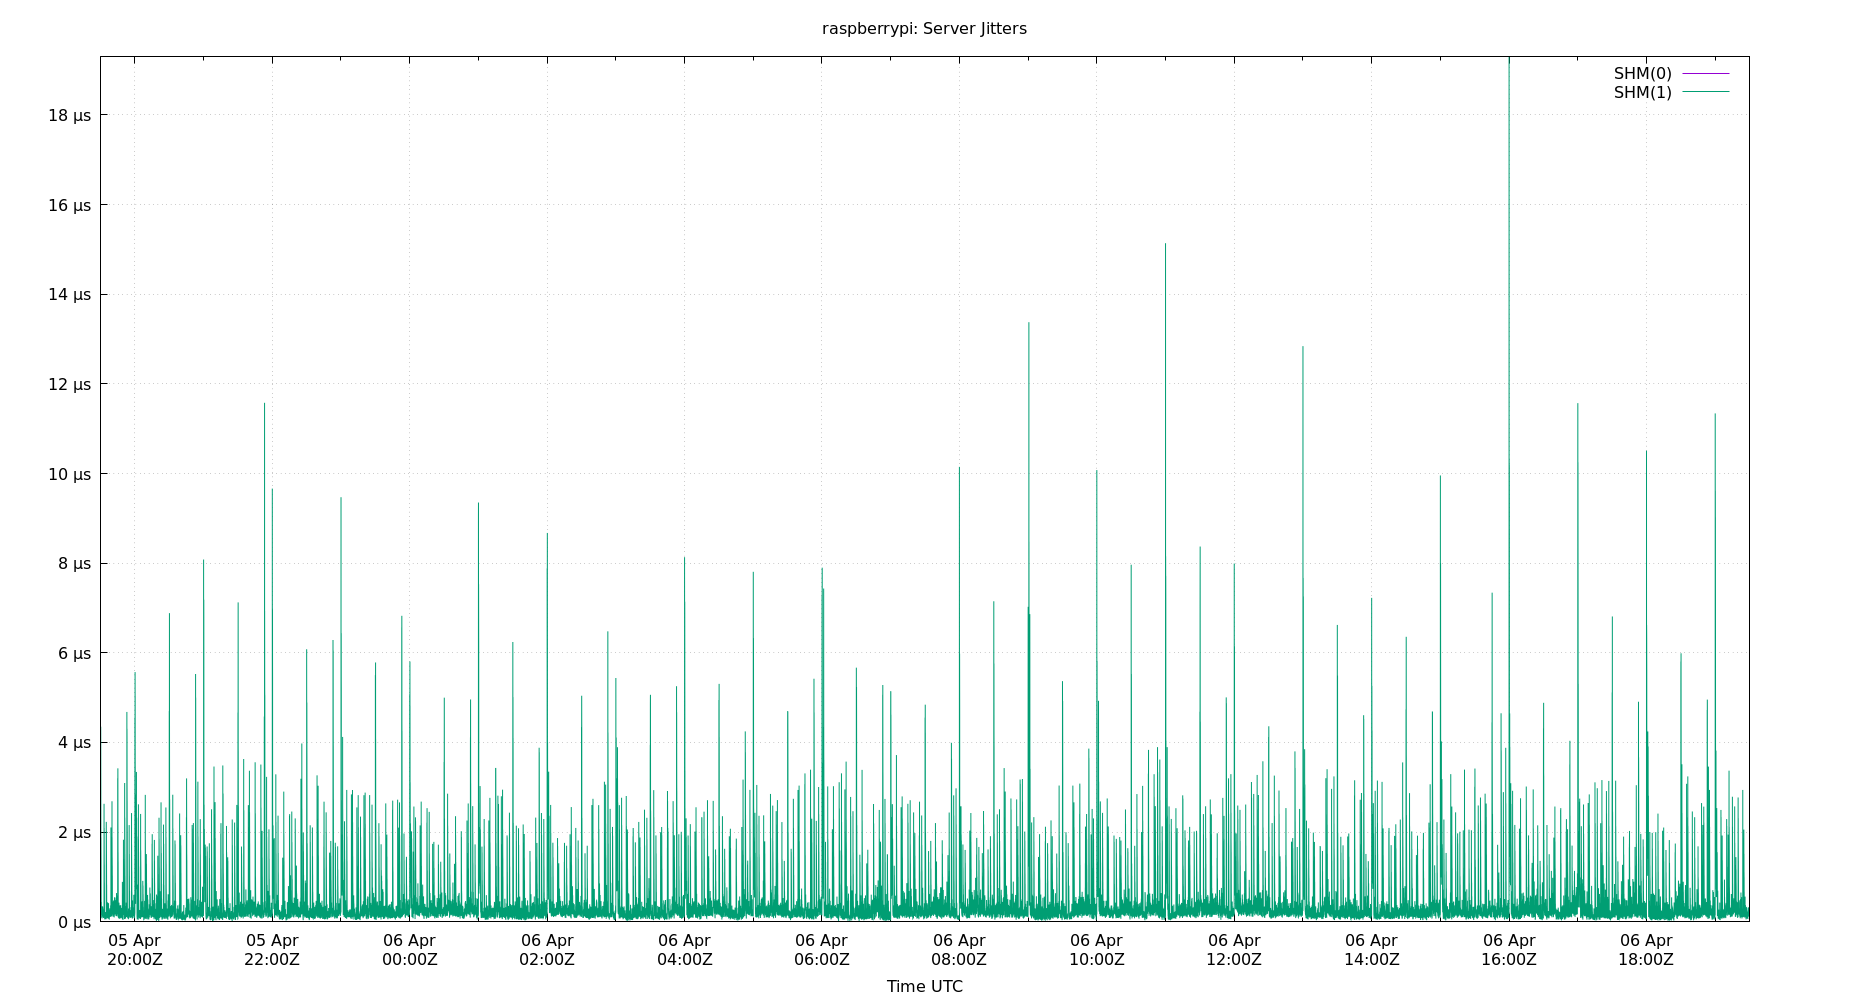 raspberrypi: Server Jitters
SHM(0)
SHM(1)
18 µs
16 µs
14 µs
12 µs
10 µs
8 µs
6 µs
4 µs
2 µs
0 µs
05 Apr 05 Apr 06 Apr 06 Apr 06 Apr 06 Apr 06 Apr 06 Apr 06 Apr 06 Apr 06 Apr 06 Apr
20:00Z 22:00Z 00:00Z 02:00Z 04:00Z 06:00Z 08:00Z 10:00Z 12:00Z 14:00Z 16:00Z 18:00Z
Time UTC